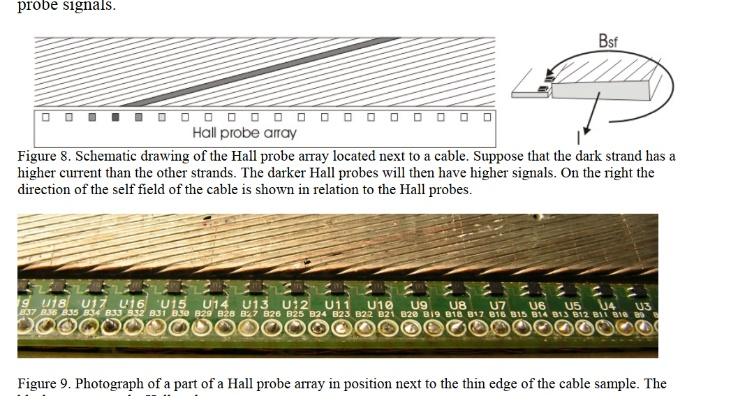 probe signals.
Bsf
Hall probe array
I
Figure 8. Schematic drawing of the Hall probe array located next to a cable. Suppose that the dark strand has a
higher current than the other strands. The darker Hall probes will then have higher signals. On the right the
direction of the self field of the cable is shown in relation to the Hall probes.
U18 U17 U16 U15 U14 U13 U12 U11 U10 U9 U8 U7 U6 U5 U4 U3
B37 B36 B35 B34 B33 B32 B31 B30 B29 B28 B27 B26 B25 B24 B23 B22 B21 B20 B19 B18 B17 B16 B15 B14 B13 B12 B11 B10 B9
Figure 9. Photograph of a part of a Hall probe array in position next to the thin edge of the cable sample. The